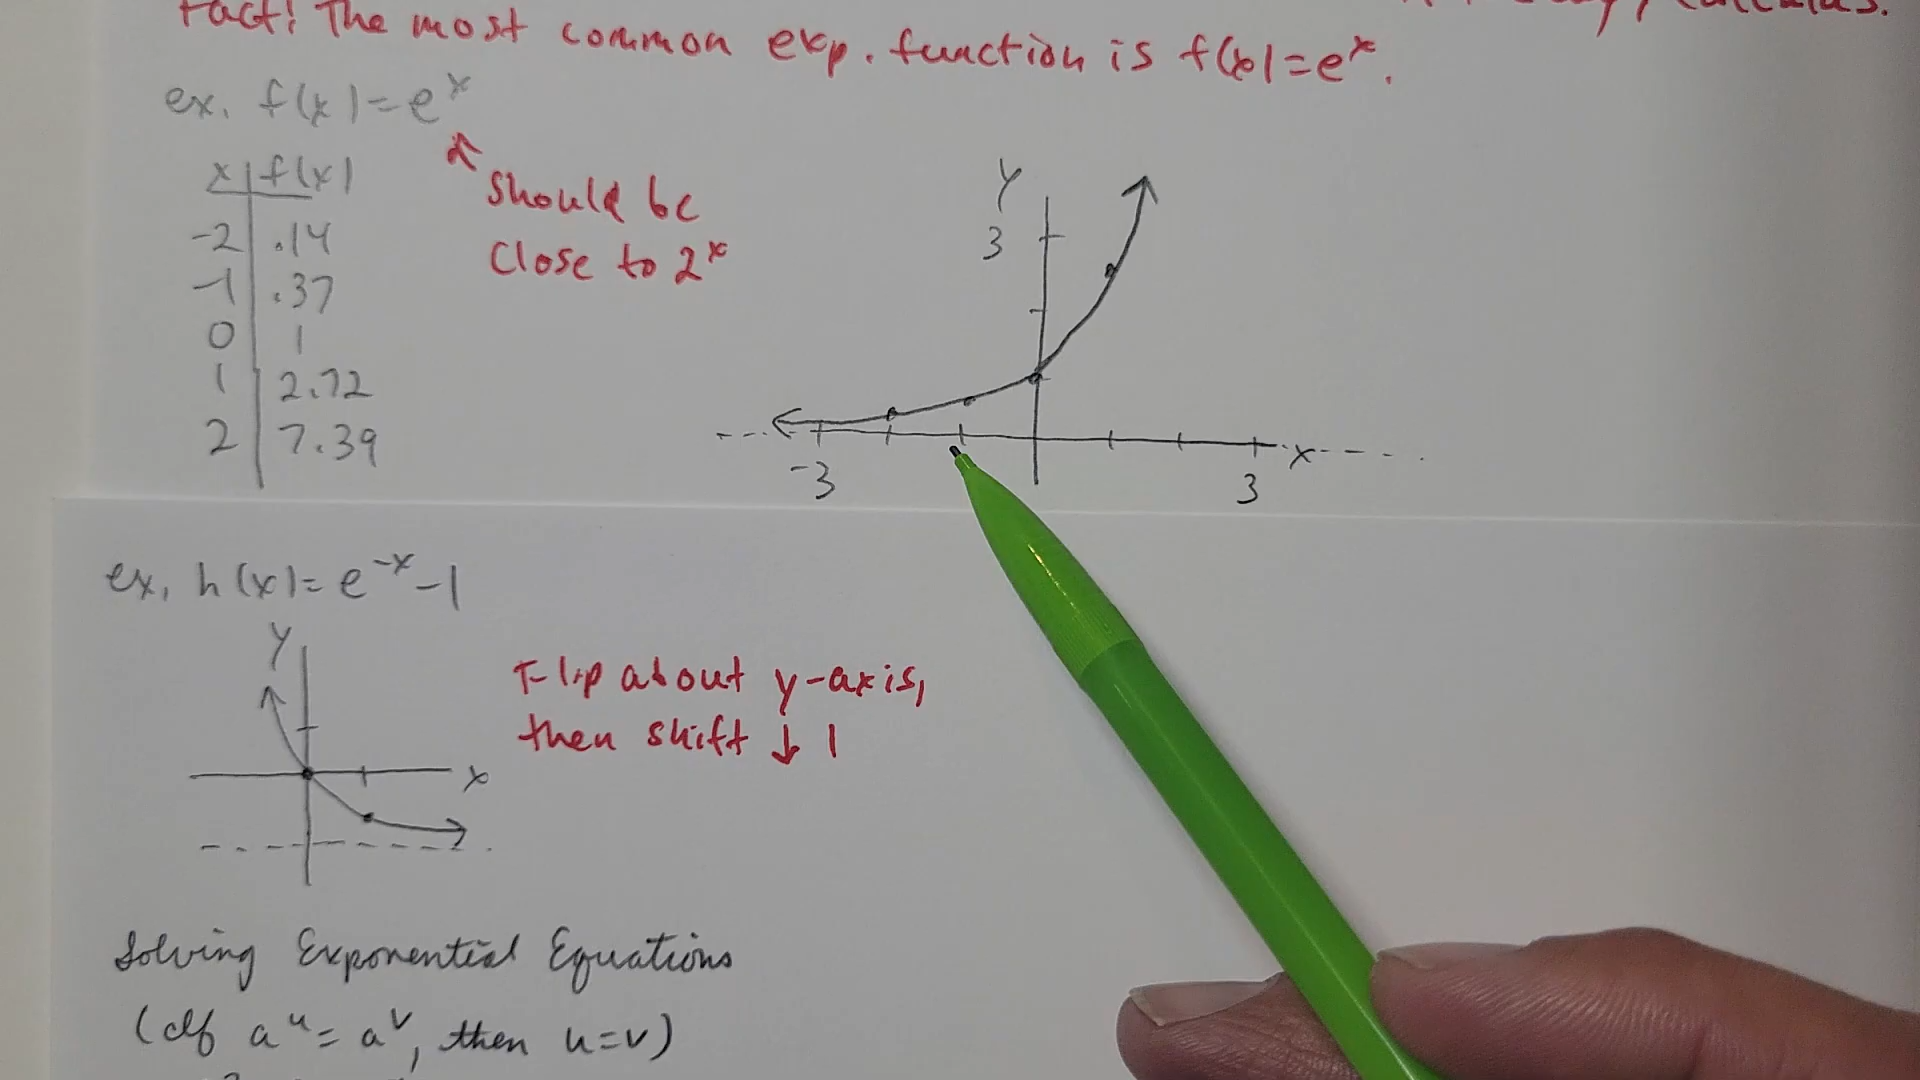 Fact! The most common exp. function is f(x)=e^x.
calculus.
ex. f(x)=e^x
x | f(x)
-2 | .14
-1 | .37
0 | 1
1 | 2.72
2 | 7.39
↑ Should be
Close to 2^x
y
3
-3
3
x
ex. h(x)=e^-x-1
y
x
Flip about y-axis,
then shift ↓ 1
Solving Exponential Equations
(If a^u=a^v, then u=v)